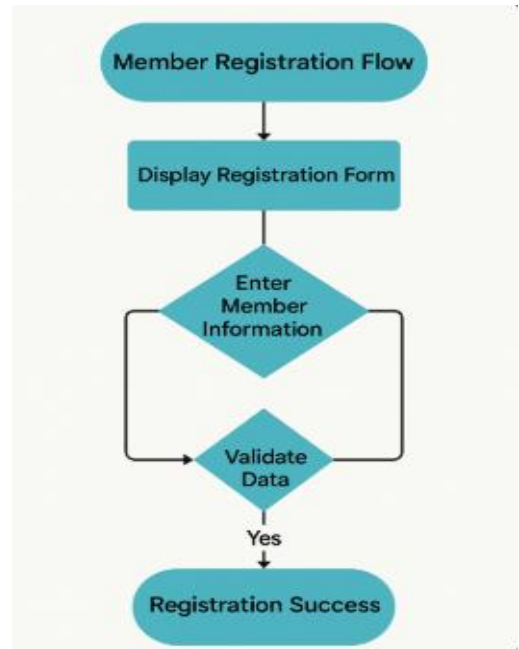 Member Registration Flow
Display Registration Form
Enter
Member
Information
Validate
Data
Yes
Registration Success